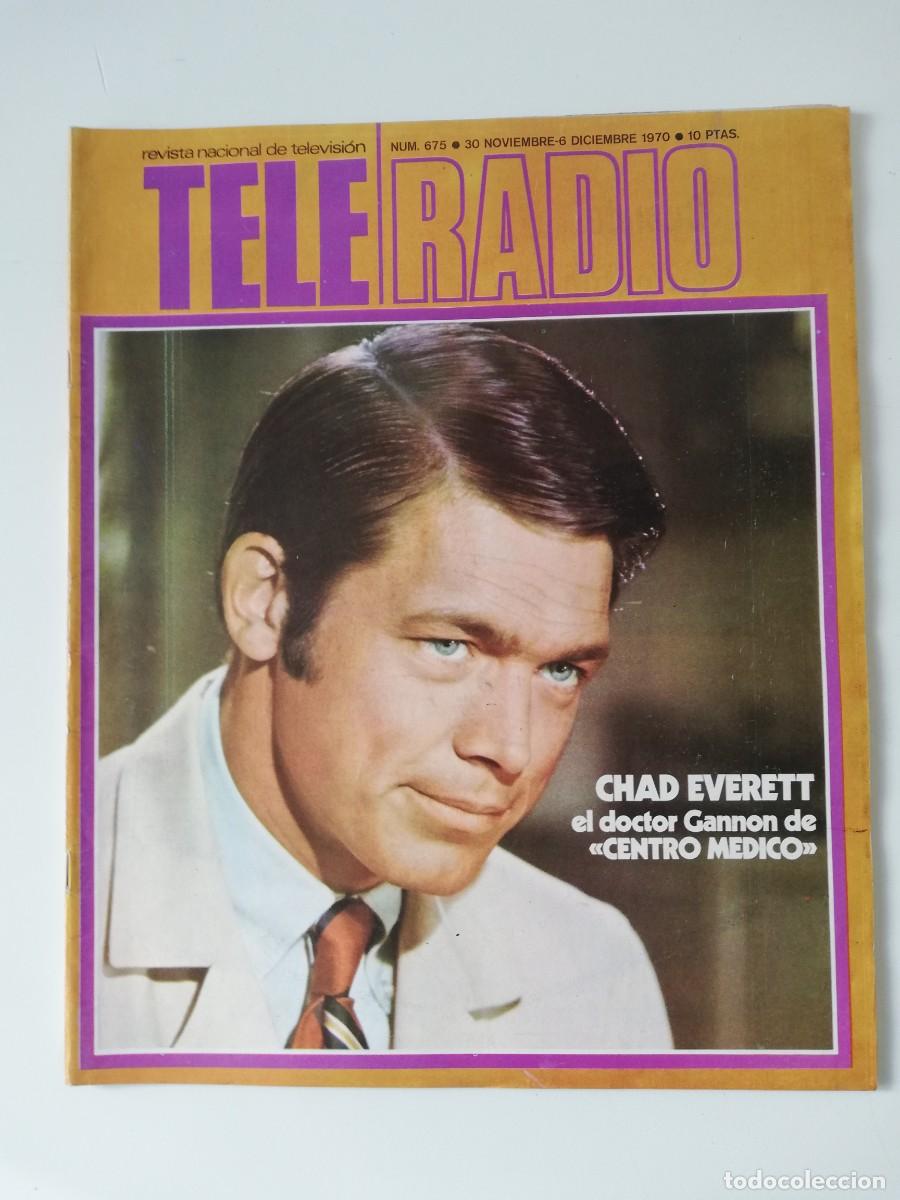 revista nacional de televisión
NUM. 675 ● 30 NOVIEMBRE-6 DICIEMBRE 1970 ● 10 PTAS.
TELE RADIO
CHAD EVERETT
el doctor Gannon de
«CENTRO MEDICO»
todocoleccion